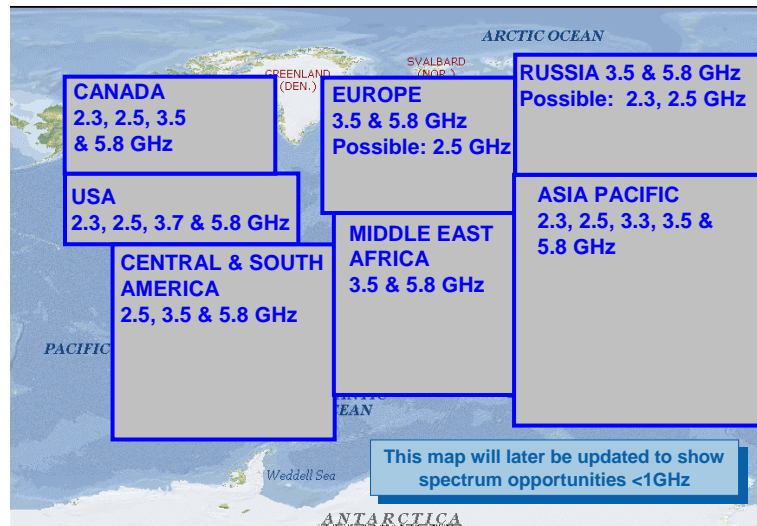 ARCTIC OCEAN
SVALBARD
(NOR.)
GREENLAND
(DEN.)
CANADA
2.3, 2.5, 3.5
& 5.8 GHz
EUROPE
3.5 & 5.8 GHz
Possible: 2.5 GHz
RUSSIA 3.5 & 5.8 GHz
Possible: 2.3, 2.5 GHz
USA
2.3, 2.5, 3.7 & 5.8 GHz
ASIA PACIFIC
2.3, 2.5, 3.3, 3.5 &
5.8 GHz
MIDDLE EAST
AFRICA
3.5 & 5.8 GHz
CENTRAL & SOUTH
AMERICA
2.5, 3.5 & 5.8 GHz
PACIFIC
This map will later be updated to show
spectrum opportunities <1GHz
Weddell Sea
ANTARCTICA